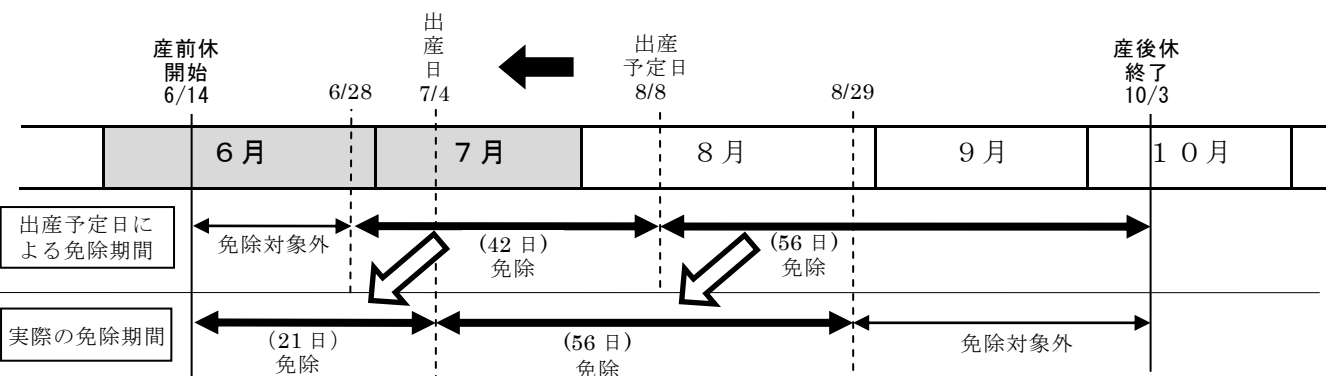 産前休
開始
6/14
6/28
出
産
日
7/4
出産
予定日
8/8
8/29
産後休
終了
10/3
6月
7月
8月
9月
10月
出産予定日に
よる免除期間
免除対象外
(42日)
免除
(56日)
免除
実際の免除期間
(21日)
免除
(56日)
免除
免除対象外